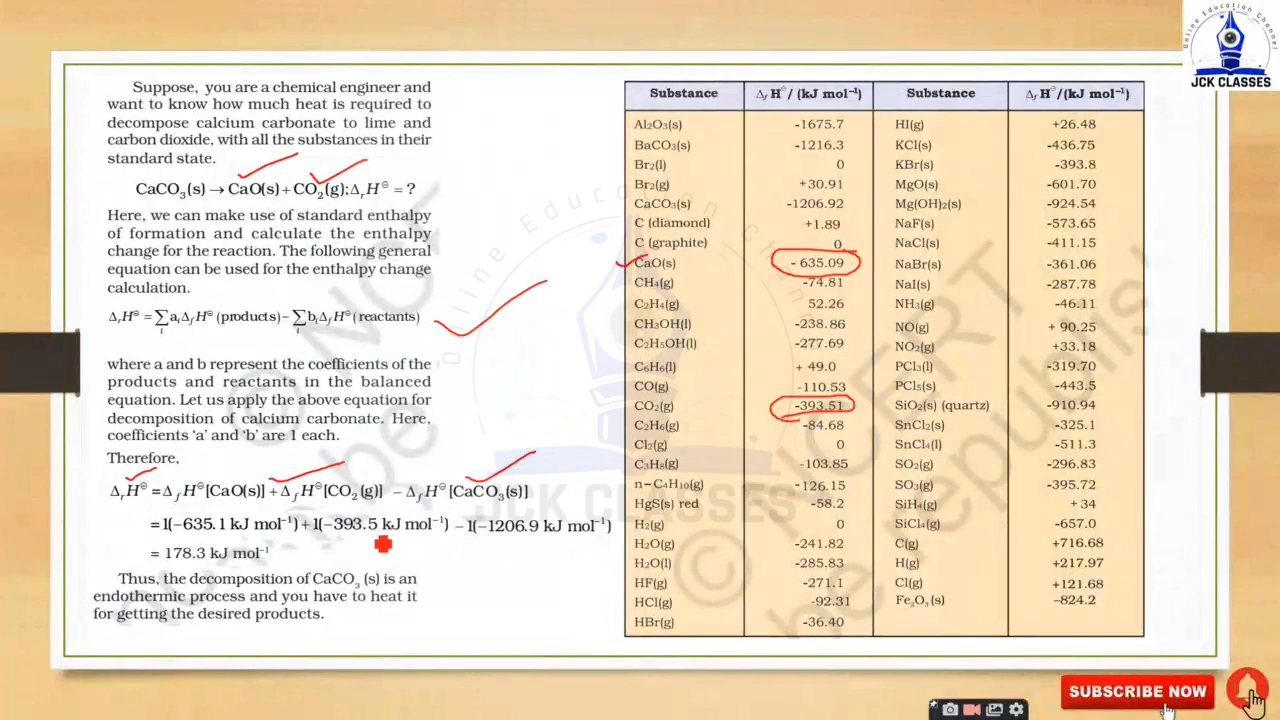 Online Education Channel
JCK CLASSES
Suppose, you are a chemical engineer and
want to know how much heat is required to
decompose calcium carbonate to lime and
carbon dioxide, with all the substances in their
standard state.
CaCO₃(s) → CaO(s) + CO₂(g); ΔᵣH⊖ = ?
Here, we can make use of standard enthalpy
of formation and calculate the enthalpy
change for the reaction. The following general
equation can be used for the enthalpy change
calculation.
ΔᵣH⊖ = ∑ᵢ aᵢ Δ_f H⊖ (products) − ∑ᵢ bᵢ Δ_f H⊖ (reactants)
where a and b represent the coefficients of the
products and reactants in the balanced
equation. Let us apply the above equation for
decomposition of calcium carbonate. Here,
coefficients 'a' and 'b' are 1 each.
Therefore,
ΔᵣH⊖ = Δ_f H⊖[CaO(s)] + Δ_f H⊖[CO₂(g)] − Δ_f H⊖[CaCO₃(s)]
= 1(−635.1 kJ mol⁻¹) + 1(−393.5 kJ mol⁻¹) − 1(−1206.9 kJ mol⁻¹)
= 178.3 kJ mol⁻¹
Thus, the decomposition of CaCO₃ (s) is an
endothermic process and you have to heat it
for getting the desired products.
Substance Δ_f H⊖ / (kJ mol⁻¹) Substance Δ_f H⊖ / (kJ mol⁻¹)
Al₂O₃(s) -1675.7 HI(g) +26.48
BaCO₃(s) -1216.3 KCl(s) -436.75
Br₂(l) 0 KBr(s) -393.8
Br₂(g) +30.91 MgO(s) -601.70
CaCO₃(s) -1206.92 Mg(OH)₂(s) -924.54
C (diamond) +1.89 NaF(s) -573.65
C (graphite) 0 NaCl(s) -411.15
CaO(s) - 635.09 NaBr(s) -361.06
CH₄(g) -74.81 NaI(s) -287.78
C₂H₄(g) 52.26 NH₃(g) -46.11
CH₃OH(l) -238.86 NO(g) + 90.25
C₂H₅OH(l) -277.69 NO₂(g) +33.18
C₆H₆(l) + 49.0 PCl₃(l) -319.70
CO(g) -110.53 PCl₅(s) -443.5
CO₂(g) -393.51 SiO₂(s) (quartz) -910.94
C₂H₆(g) -84.68 SnCl₂(s) -325.1
Cl₂(g) 0 SnCl₄(l) -511.3
C₃H₈(g) -103.85 SO₂(g) -296.83
n-C₄H₁₀(g) -126.15 SO₃(g) -395.72
HgS(s) red -58.2 SiH₄(g) + 34
H₂(g) 0 SiCl₄(g) -657.0
H₂O(g) -241.82 C(g) +716.68
H₂O(l) -285.83 H(g) +217.97
HF(g) -271.1 Cl(g) +121.68
HCl(g) -92.31 Fe₂O₃(s) −824.2
HBr(g) -36.40
JCK CLASSES
SUBSCRIBE NOW